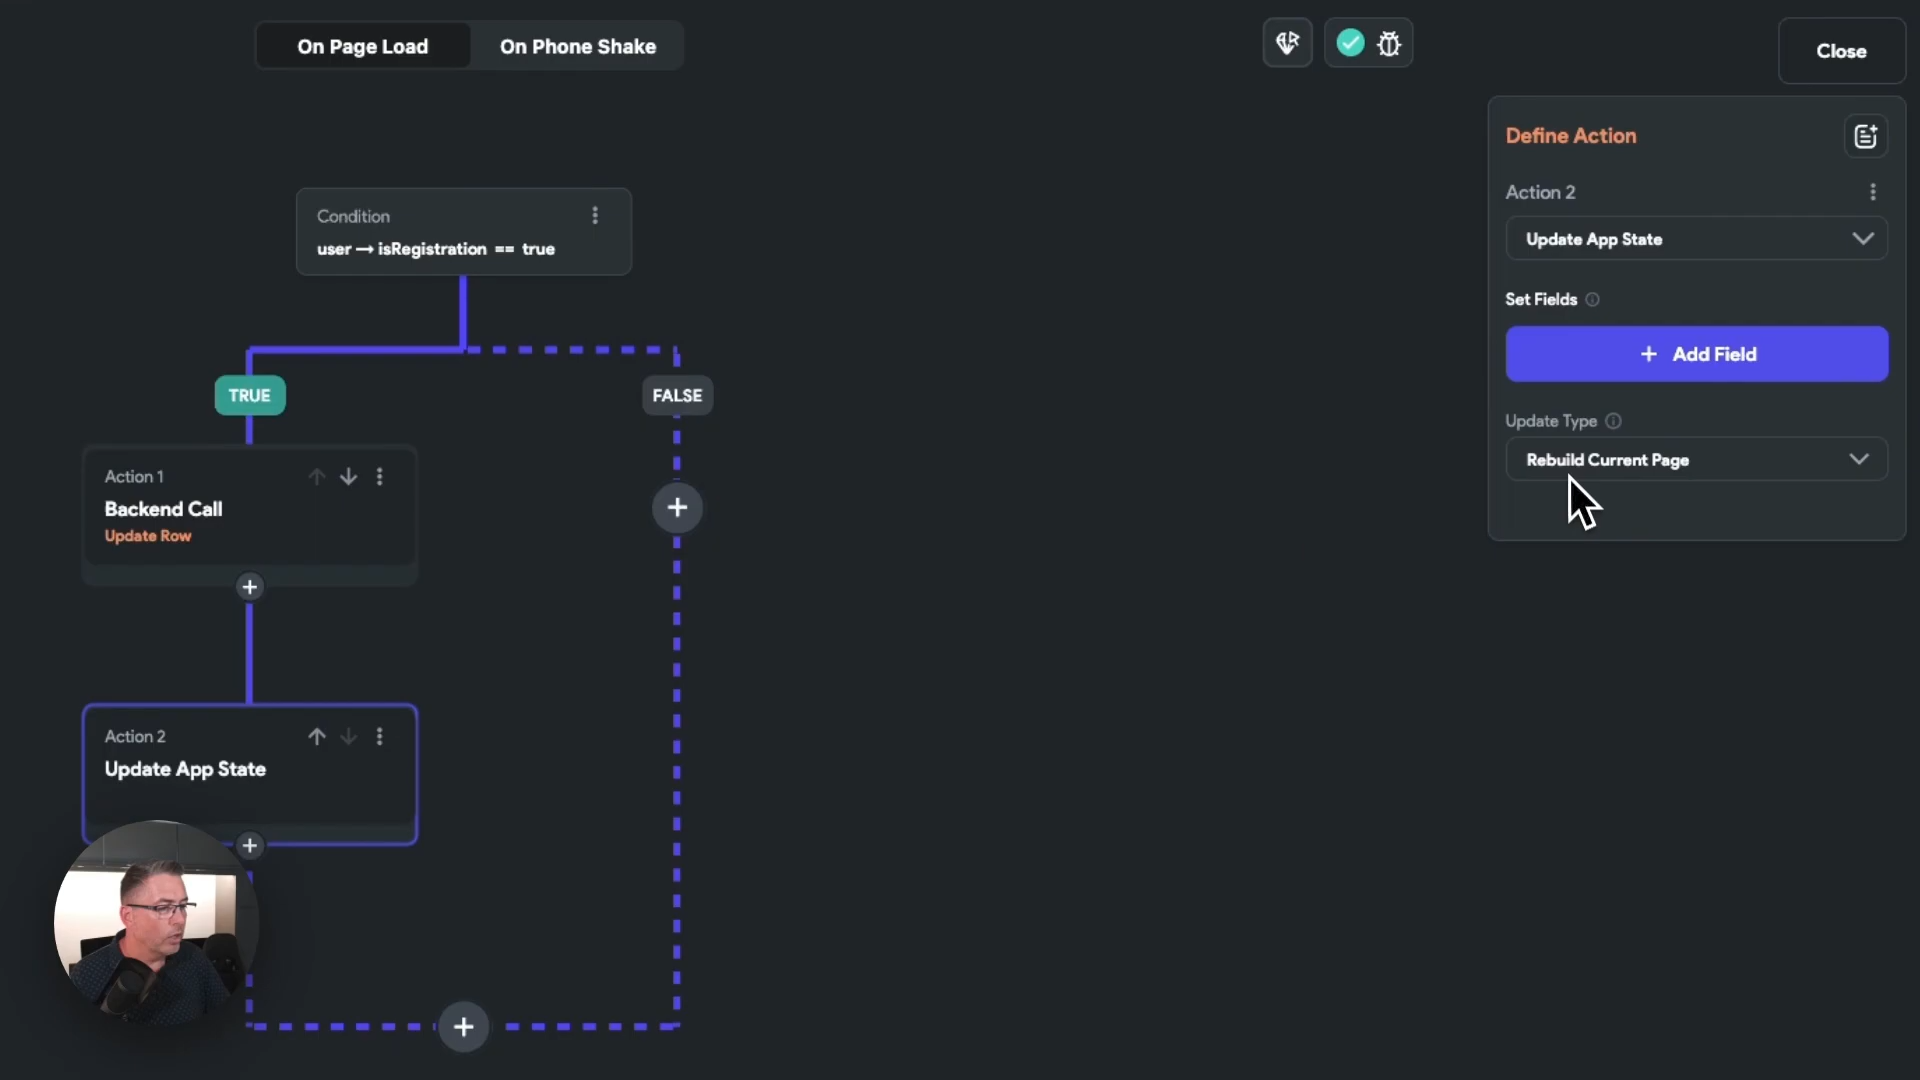 On Page Load
On Phone Shake
Close
Define Action
Action 2
Update App State
Set Fields
+ Add Field
Update Type
Rebuild Current Page
Condition
user → isRegistration == true
TRUE
FALSE
Action 1
Backend Call
Update Row
Action 2
Update App State